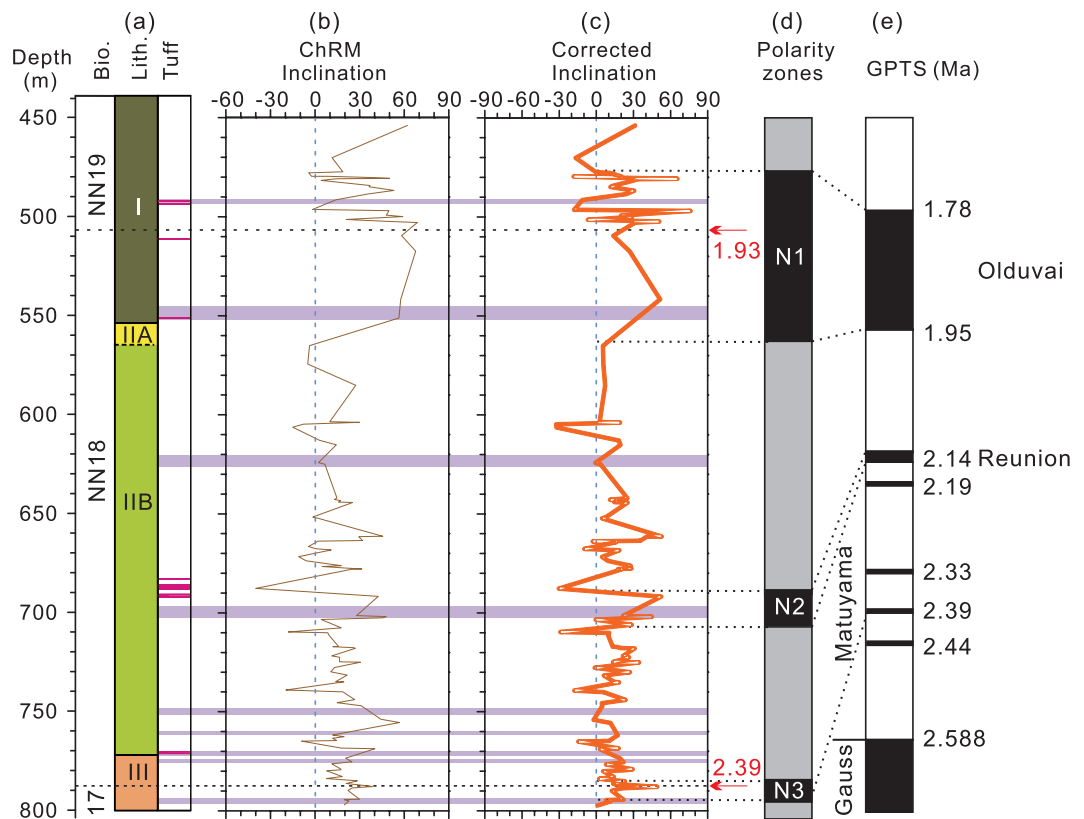 (a)
(b)
(c)
(d)
(e)
Depth
(m)
Bio.
Lith.
Tuff
ChRM
Inclination
Corrected
Inclination
Polarity
zones
GPTS (Ma)
-60 -30 0 30 60 90
-90 -60 -30 0 30 60 90
450
500
550
600
650
700
750
800
NN19
NN18
17
I
IIA
IIB
III
1.93
2.39
N1
N2
N3
1.78
Olduvai
1.95
2.14 Reunion
2.19
2.33
2.39
2.44
2.588
Matuyama
Gauss